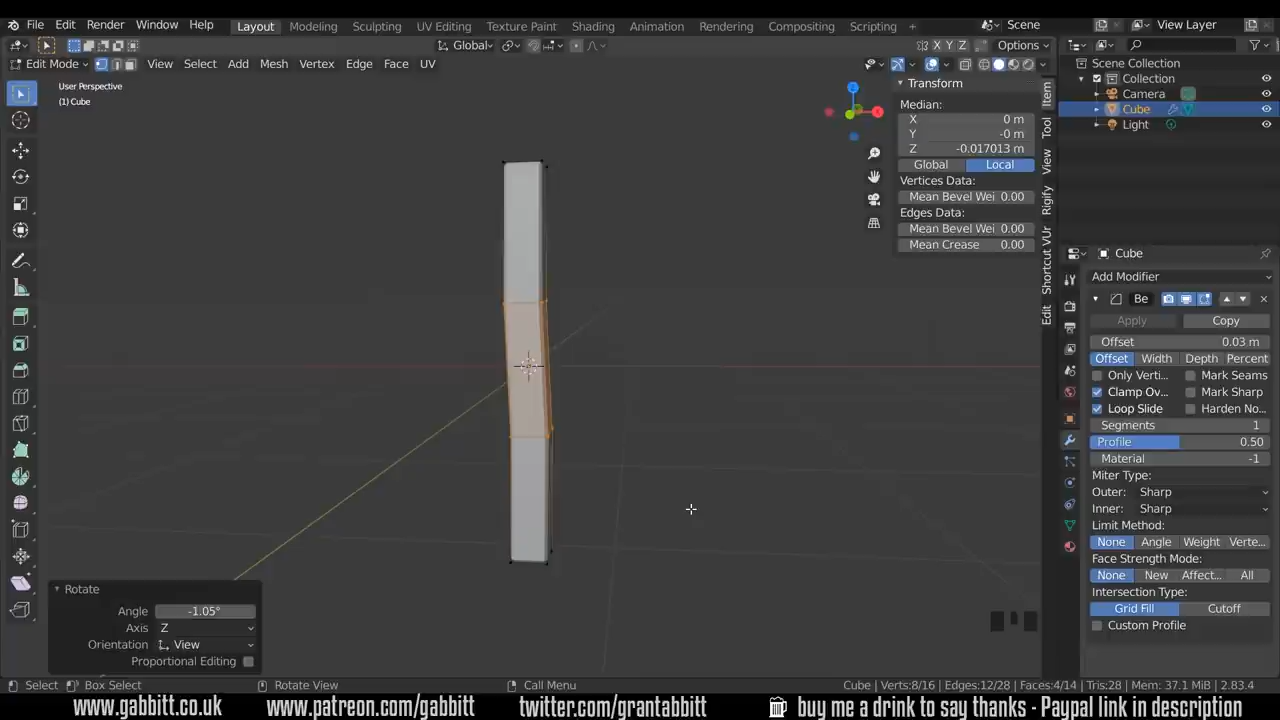 File Edit Render Window Help Layout Modeling Sculpting UV Editing Texture Paint Shading Animation Rendering Compositing Scripting + Scene View Layer
Global X Y Z Options
Edit Mode View Select Add Mesh Vertex Edge Face UV
User Perspective
(1) Cube
Transform
Median:
X 0 m
Y -0 m
Z -0.017013 m
Global Local
Vertices Data:
Mean Bevel Wei 0.00
Edges Data:
Mean Bevel Wei 0.00
Mean Crease 0.00
Item
Tool
View
Rigify
Shortcut VUr
Edit
Scene Collection
Collection
Camera
Cube
Light
Cube
Add Modifier
Be
Apply Copy
Offset 0.03 m
Offset Width Depth Percent
Only Verti... Mark Seams
Clamp Ov... Mark Sharp
Loop Slide Harden No...
Segments 1
Profile 0.50
Material -1
Miter Type:
Outer: Sharp
Inner: Sharp
Limit Method:
None Angle Weight Verte...
Face Strength Mode:
None New Affect... All
Intersection Type:
Grid Fill Cutoff
Custom Profile
Rotate
Angle -1.05°
Axis Z
Orientation View
Proportional Editing
Select Box Select Rotate View Call Menu Cube | Verts:8/16 | Edges:12/28 | Faces:4/14 | Tris:28 | Mem: 37.1 MiB | 2.83.4
www.gabbitt.co.uk www.patreon.com/gabbitt twitter.com/grantabbitt buy me a drink to say thanks - Paypal link in description